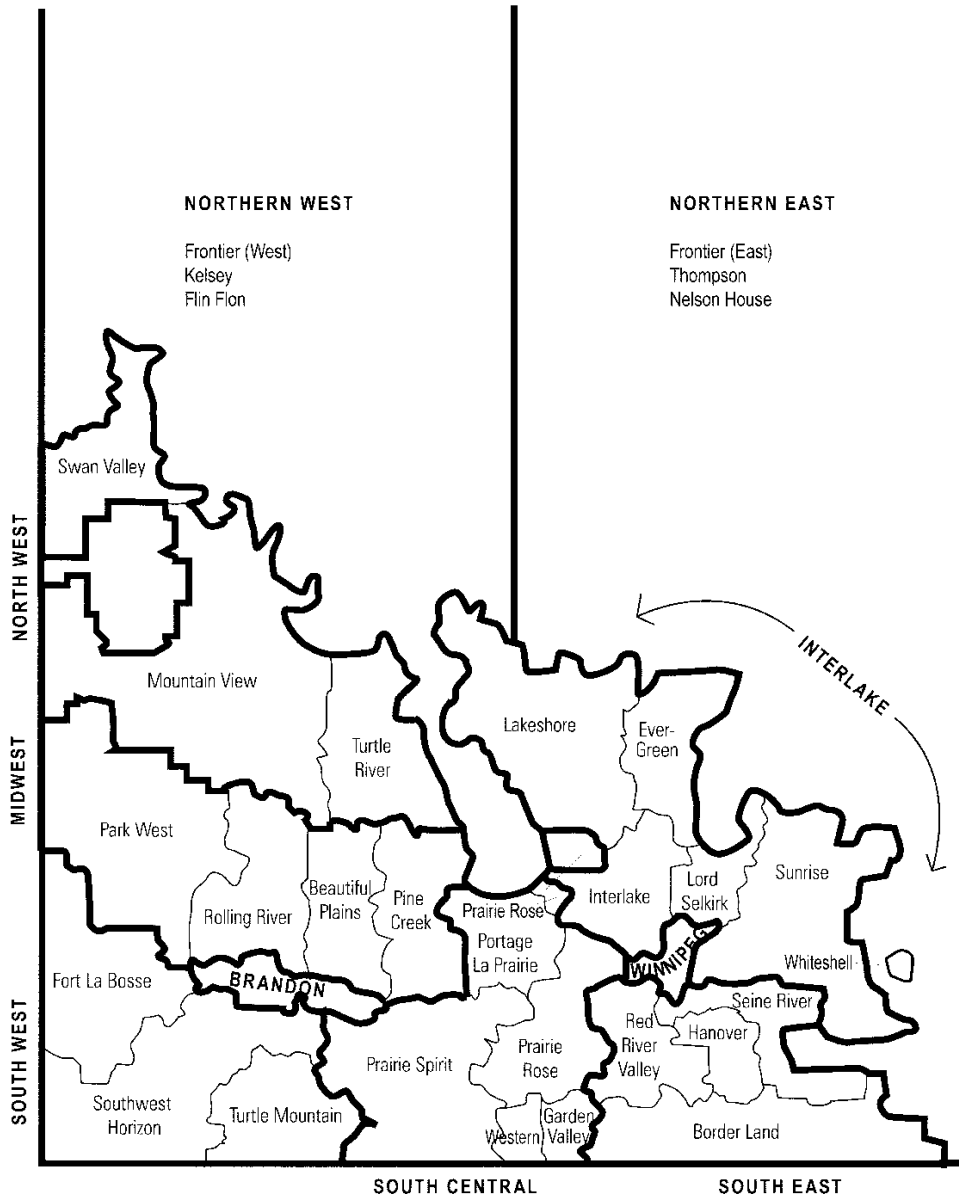 NORTHERN WEST
Frontier (West)
Kelsey
Flin Flon
NORTHERN EAST
Frontier (East)
Thompson
Nelson House
NORTH WEST
MIDWEST
SOUTH WEST
INTERLAKE
Swan Valley
Mountain View
Turtle
River
Lakeshore
Ever-
Green
Park West
Rolling River
Beautiful
Plains
Pine
Creek
Prairie Rose
Portage
La Prairie
Interlake
Lord
Selkirk
Sunrise
Whiteshell
WINNIPEG
BRANDON
Fort La Bosse
Southwest
Horizon
Turtle Mountain
Prairie Spirit
Prairie
Rose
Western
Garden
Valley
Red
River
Valley
Hanover
Seine River
Border Land
SOUTH CENTRAL
SOUTH EAST